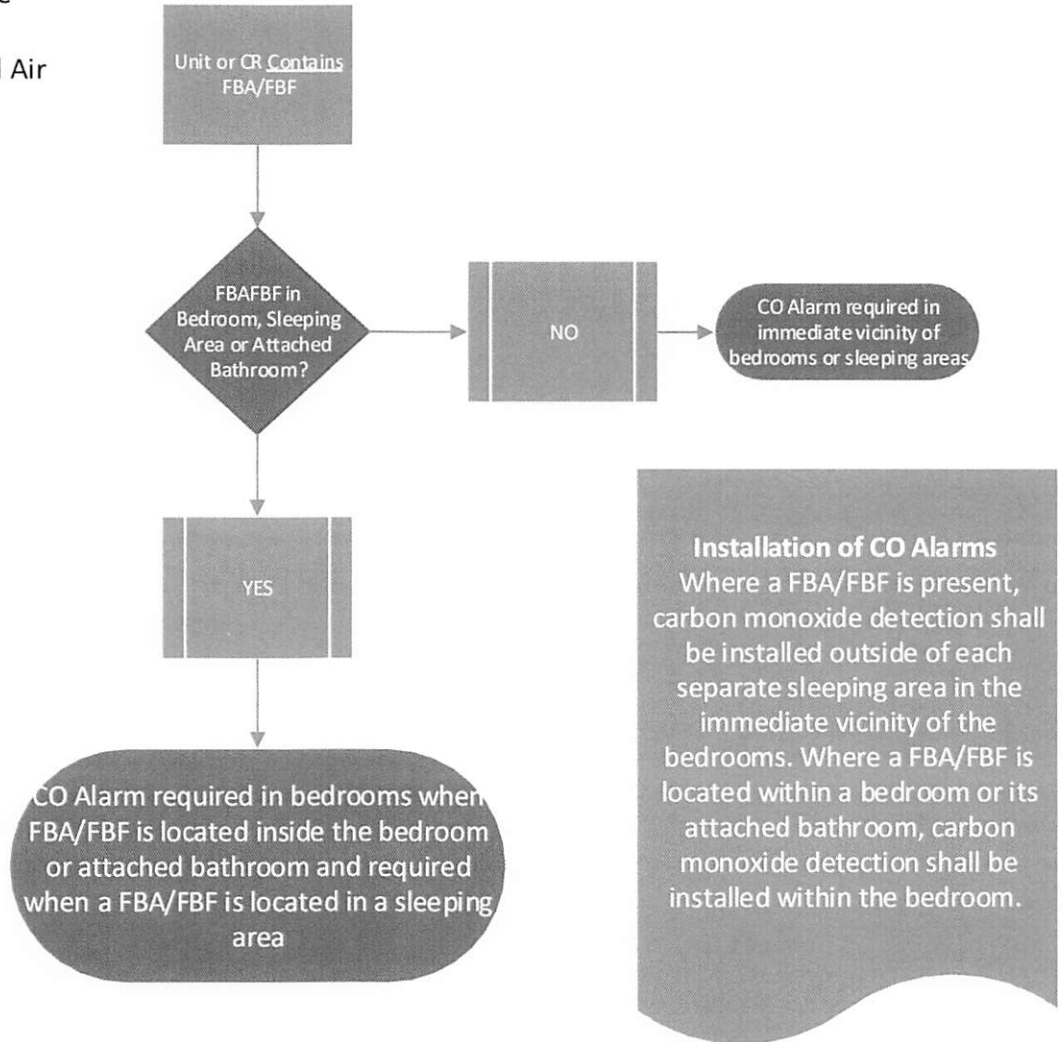 e
l Air
Unit or CR Contains
FBA/FBF
FBAFBF in
Bedroom, Sleeping
Area or Attached
Bathroom?
NO
CO Alarm required in
immediate vicinity of
bedrooms or sleeping areas
YES
CO Alarm required in bedrooms when
FBA/FBF is located inside the bedroom
or attached bathroom and required
when a FBA/FBF is located in a sleeping
area
Installation of CO Alarms
Where a FBA/FBF is present,
carbon monoxide detection shall
be installed outside of each
separate sleeping area in the
immediate vicinity of the
bedrooms. Where a FBA/FBF is
located within a bedroom or its
attached bathroom, carbon
monoxide detection shall be
installed within the bedroom.